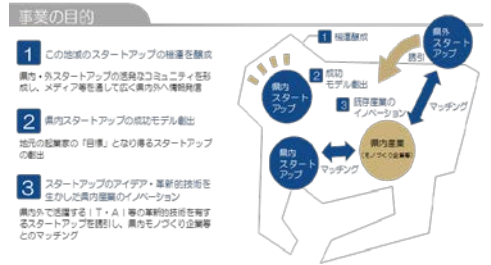 事業の目的
1 この地域のスタートアップの機運を醸成
県内・外スタートアップの活発なコミュニティを形
成し、メディア等を通して広く県内外へ情報発信
2 県内スタートアップの成功モデル創出
地元の起業家の「目標」となり得るスタートアップ
の創出
3 スタートアップのアイデア・革新的技術を
生かした県内産業のイノベーション
県内外で活躍するIT・AI等の革新的技術を有す
るスタートアップを誘引し、県内モノづくり企業等
とのマッチング
1 機運醸成
県外
スタート
アップ
誘引
2 成功
モデル創出
県内
スタート
アップ
3 既存産業の
イノベーション
マッチング
県内産業
(モノづくり企業等)
県内
スタート
アップ
マッチング